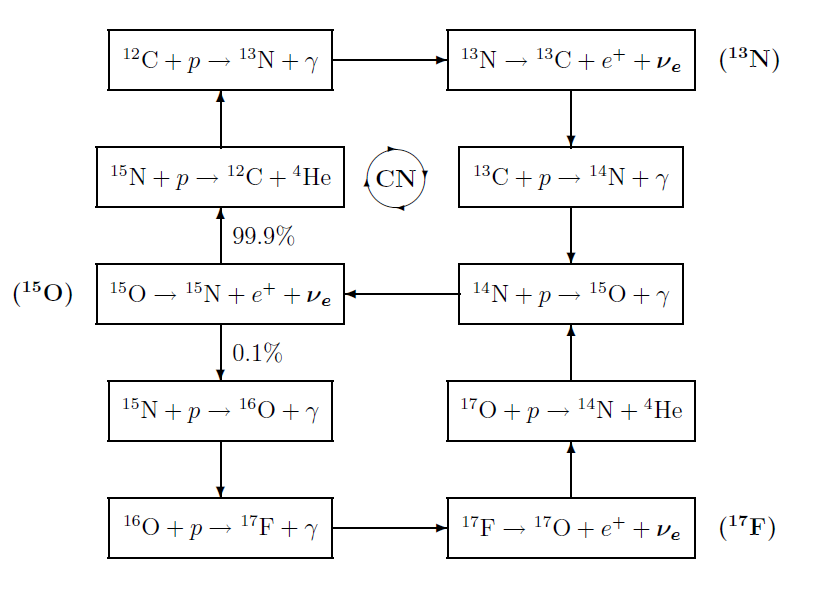 ¹²C + p → ¹³N + γ
¹³N → ¹³C + e⁺ + νₑ (¹³N)
¹⁵N + p → ¹²C + ⁴He
CN
¹³C + p → ¹⁴N + γ
99.9%
(¹⁵O) ¹⁵O → ¹⁵N + e⁺ + νₑ
¹⁴N + p → ¹⁵O + γ
0.1%
¹⁵N + p → ¹⁶O + γ
¹⁷O + p → ¹⁴N + ⁴He
¹⁶O + p → ¹⁷F + γ
¹⁷F → ¹⁷O + e⁺ + νₑ (¹⁷F)